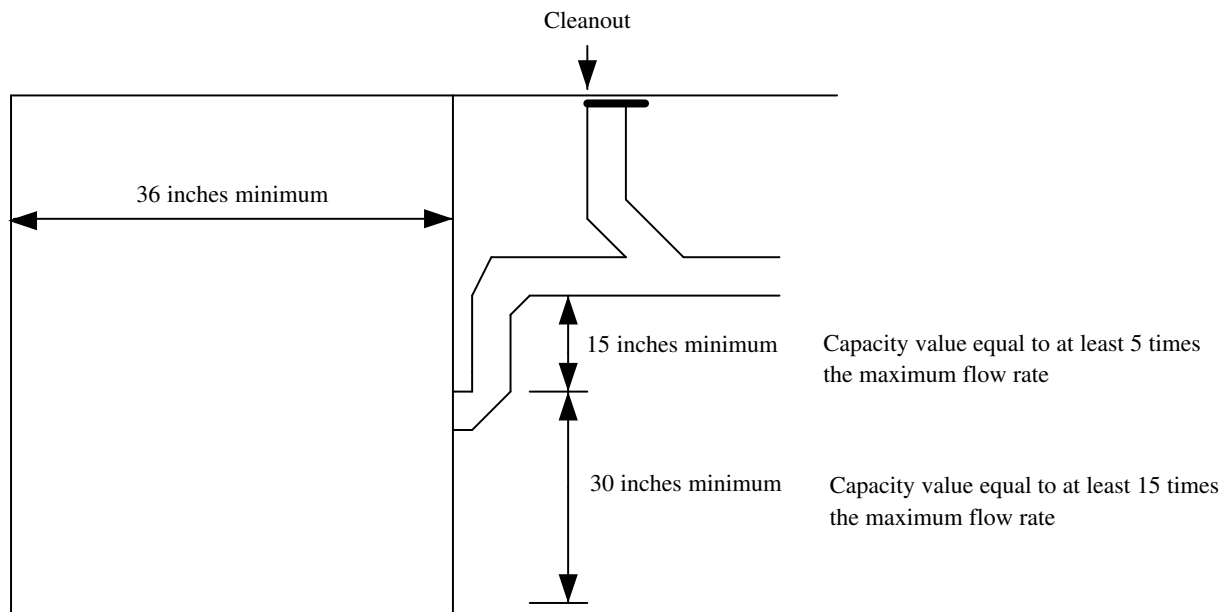 Cleanout
36 inches minimum
15 inches minimum
Capacity value equal to at least 5 times
the maximum flow rate
30 inches minimum
Capacity value equal to at least 15 times
the maximum flow rate